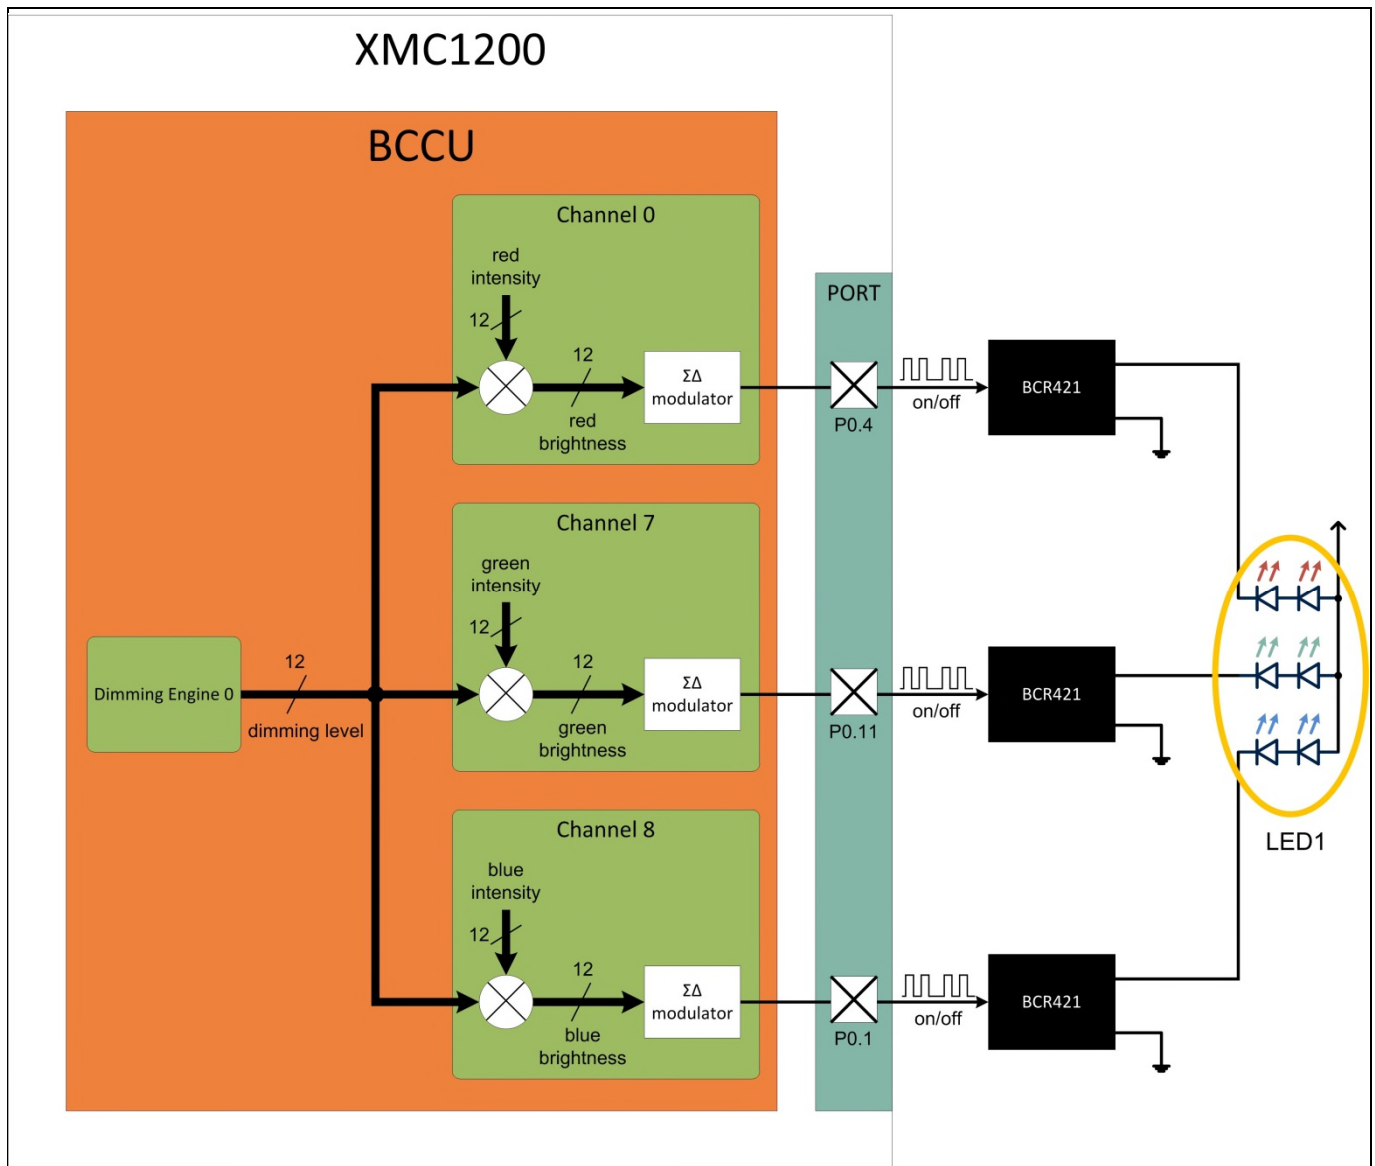 XMC1200
BCCU
Channel 0
red
intensity
12
12
red
brightness
ΣΔ
modulator
PORT
P0.4
on/off
BCR421
Channel 7
green
intensity
12
12
green
brightness
ΣΔ
modulator
P0.11
on/off
BCR421
Dimming Engine 0
12
dimming level
Channel 8
blue
intensity
12
12
blue
brightness
ΣΔ
modulator
P0.1
on/off
BCR421
LED1